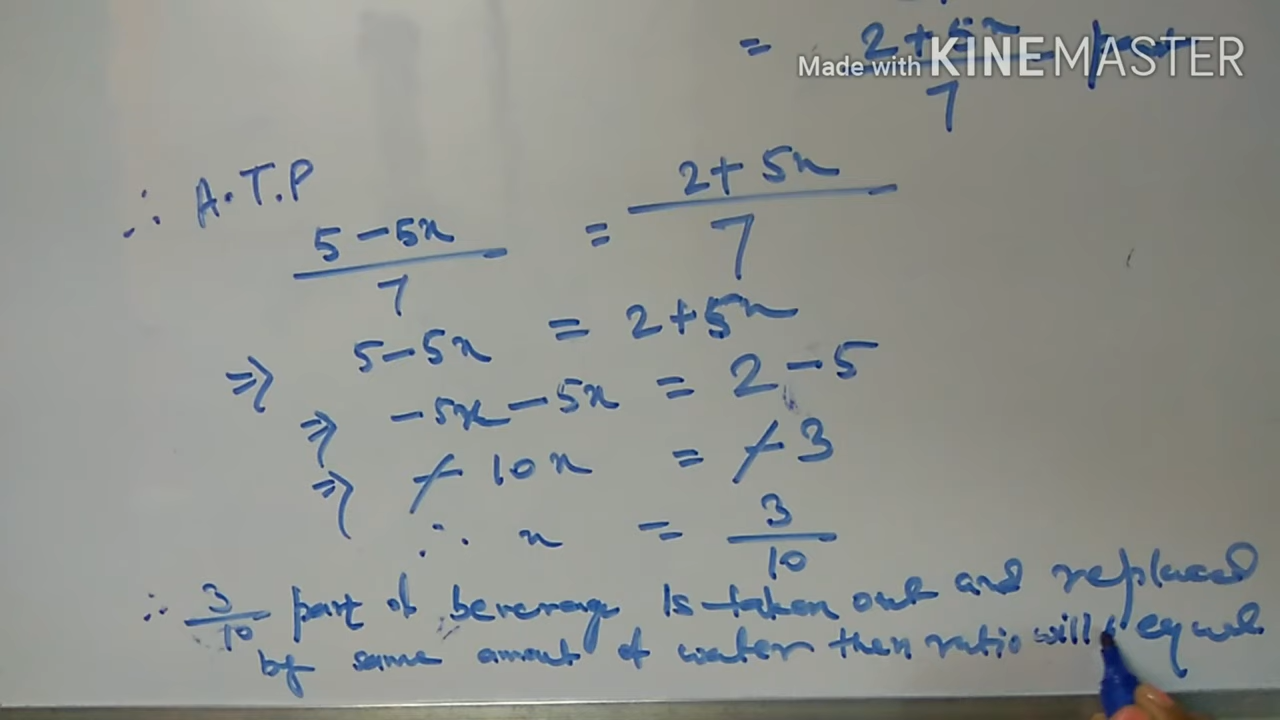 = 2 + 5x / 7 part
Made with KINEMASTER
∴ A.T.P
5 - 5x / 7 = 2 + 5x / 7
⇒ 5 - 5x = 2 + 5x
⇒ - 5x - 5x = 2 - 5
⇒ - 10x = - 3
∴ x = 3 / 10
∴ 3/10 part of beverage is taken out and replaced
by same amount of water then ratio will equal